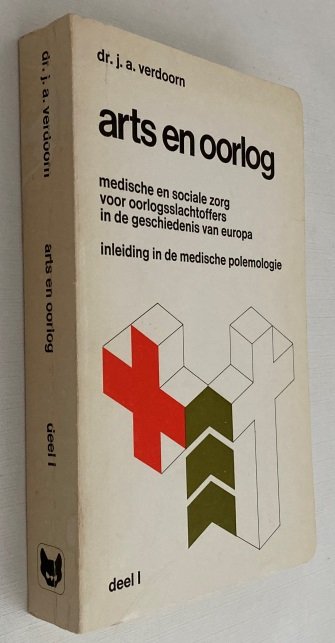 dr. j. a. verdoorn
arts en oorlog
medische en sociale zorg
voor oorlogsslachtoffers
in de geschiedenis van europa
inleiding in de medische polemologie
deel I
dr. j. a. verdoorn
arts en oorlog
deel I